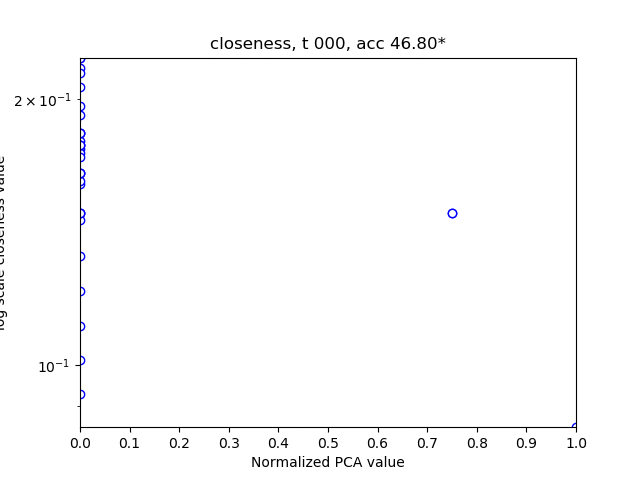 closeness, t 000, acc 46.80*
2 × 10⁻¹
10⁻¹
log scale closeness value
0.0 0.1 0.2 0.3 0.4 0.5 0.6 0.7 0.8 0.9 1.0
Normalized PCA value